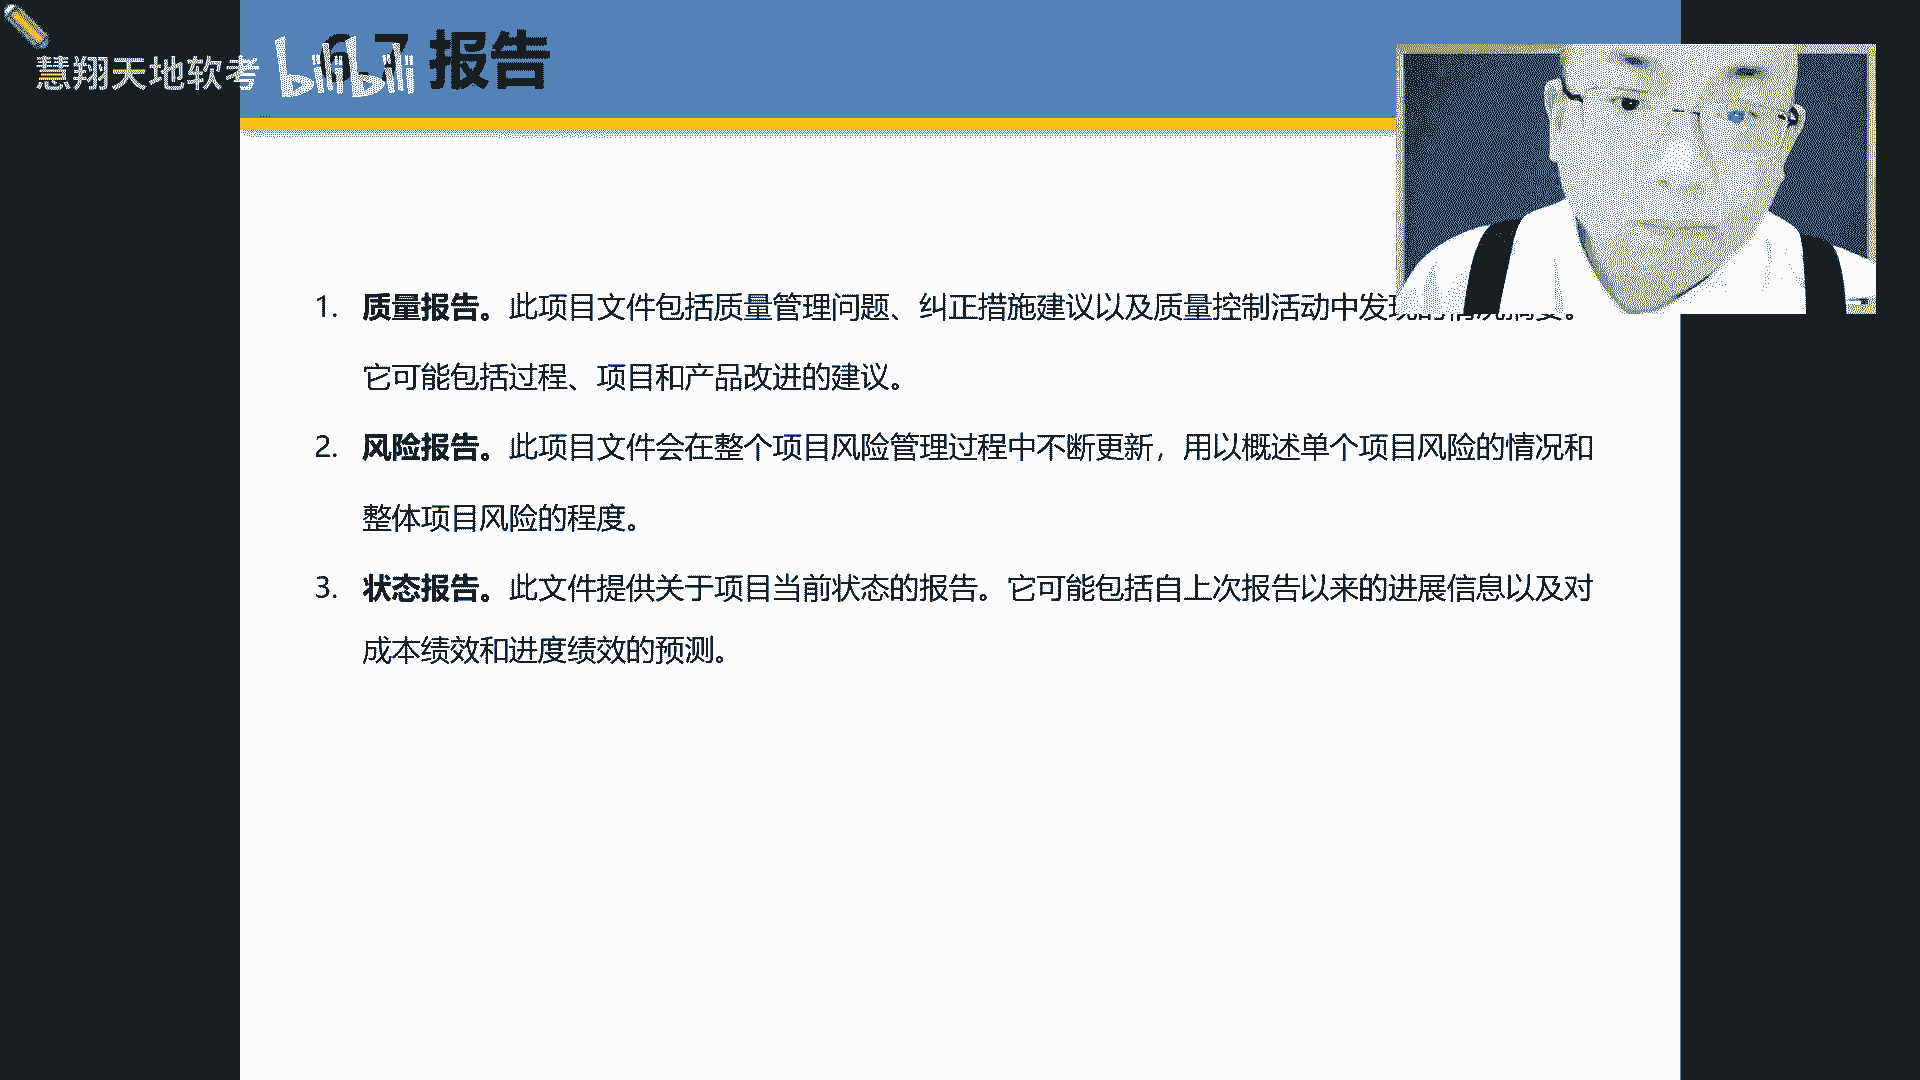 慧翔天地软考 bilibili
6.7 报告
1. 质量报告。此项目文件包括质量管理问题、纠正措施建议以及质量控制活动中发现的情况摘要。
它可能包括过程、项目和产品改进的建议。
2. 风险报告。此项目文件会在整个项目风险管理过程中不断更新，用以概述单个项目风险的情况和
整体项目风险的程度。
3. 状态报告。此文件提供关于项目当前状态的报告。它可能包括自上次报告以来的进展信息以及对
成本绩效和进度绩效的预测。